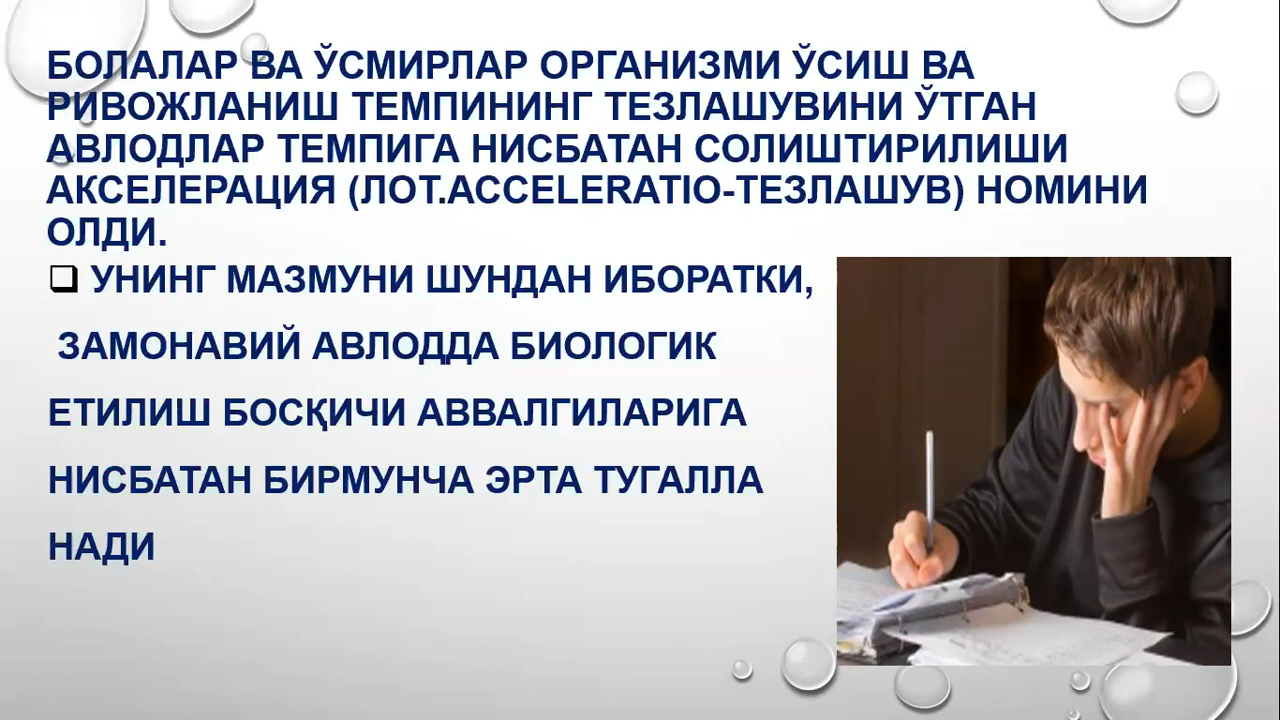 БОЛАЛАР ВА ЎСМИРЛАР ОРГАНИЗМИ ЎСИШ ВА
РИВОЖЛАНИШ ТЕМПИНИНГ ТЕЗЛАШУВИНИ ЎТГАН
АВЛОДЛАР ТЕМПИГА НИСБАТАН СОЛИШТИРИЛИШИ
АКСЕЛЕРАЦИЯ (ЛОТ.ACCELERATIO-ТЕЗЛАШУВ) НОМИНИ
ОЛДИ.
❑ УНИНГ МАЗМУНИ ШУНДАН ИБОРАТКИ,
ЗАМОНАВИЙ АВЛОДДА БИОЛОГИК
ЕТИЛИШ БОСҚИЧИ АВВАЛГИЛАРИГА
НИСБАТАН БИРМУНЧА ЭРТА ТУГАЛЛА
НАДИ